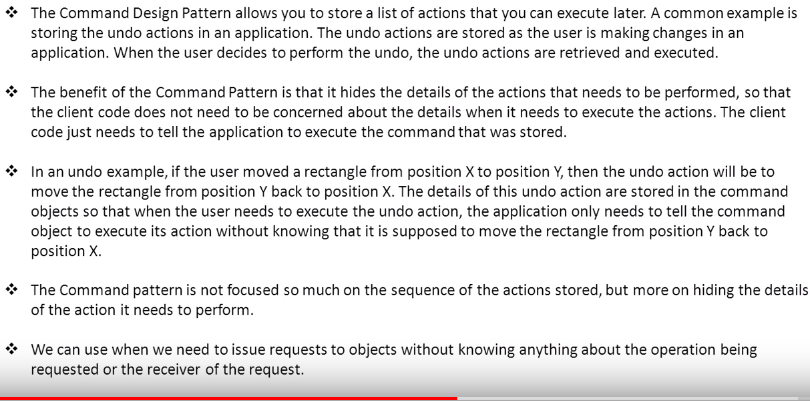 ❖ The Command Design Pattern allows you to store a list of actions that you can execute later. A common example is
storing the undo actions in an application. The undo actions are stored as the user is making changes in an
application. When the user decides to perform the undo, the undo actions are retrieved and executed.
❖ The benefit of the Command Pattern is that it hides the details of the actions that needs to be performed, so that
the client code does not need to be concerned about the details when it needs to execute the actions. The client
code just needs to tell the application to execute the command that was stored.
❖ In an undo example, if the user moved a rectangle from position X to position Y, then the undo action will be to
move the rectangle from position Y back to position X. The details of this undo action are stored in the command
objects so that when the user needs to execute the undo action, the application only needs to tell the command
object to execute its action without knowing that it is supposed to move the rectangle from position Y back to
position X.
❖ The Command pattern is not focused so much on the sequence of the actions stored, but more on hiding the details
of the action it needs to perform.
❖ We can use when we need to issue requests to objects without knowing anything about the operation being
requested or the receiver of the request.